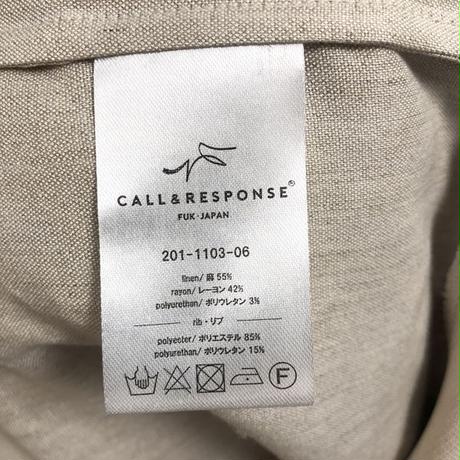 CALL&RESPONSE®
FUK·JAPAN
201-1103-06
linen/ 麻 55%
rayon/ レーヨン 42%
polyurethan/ ポリウレタン 3%
rib・リブ
polyester/ ポリエステル 85%
polyurethan/ ポリウレタン 15%
F